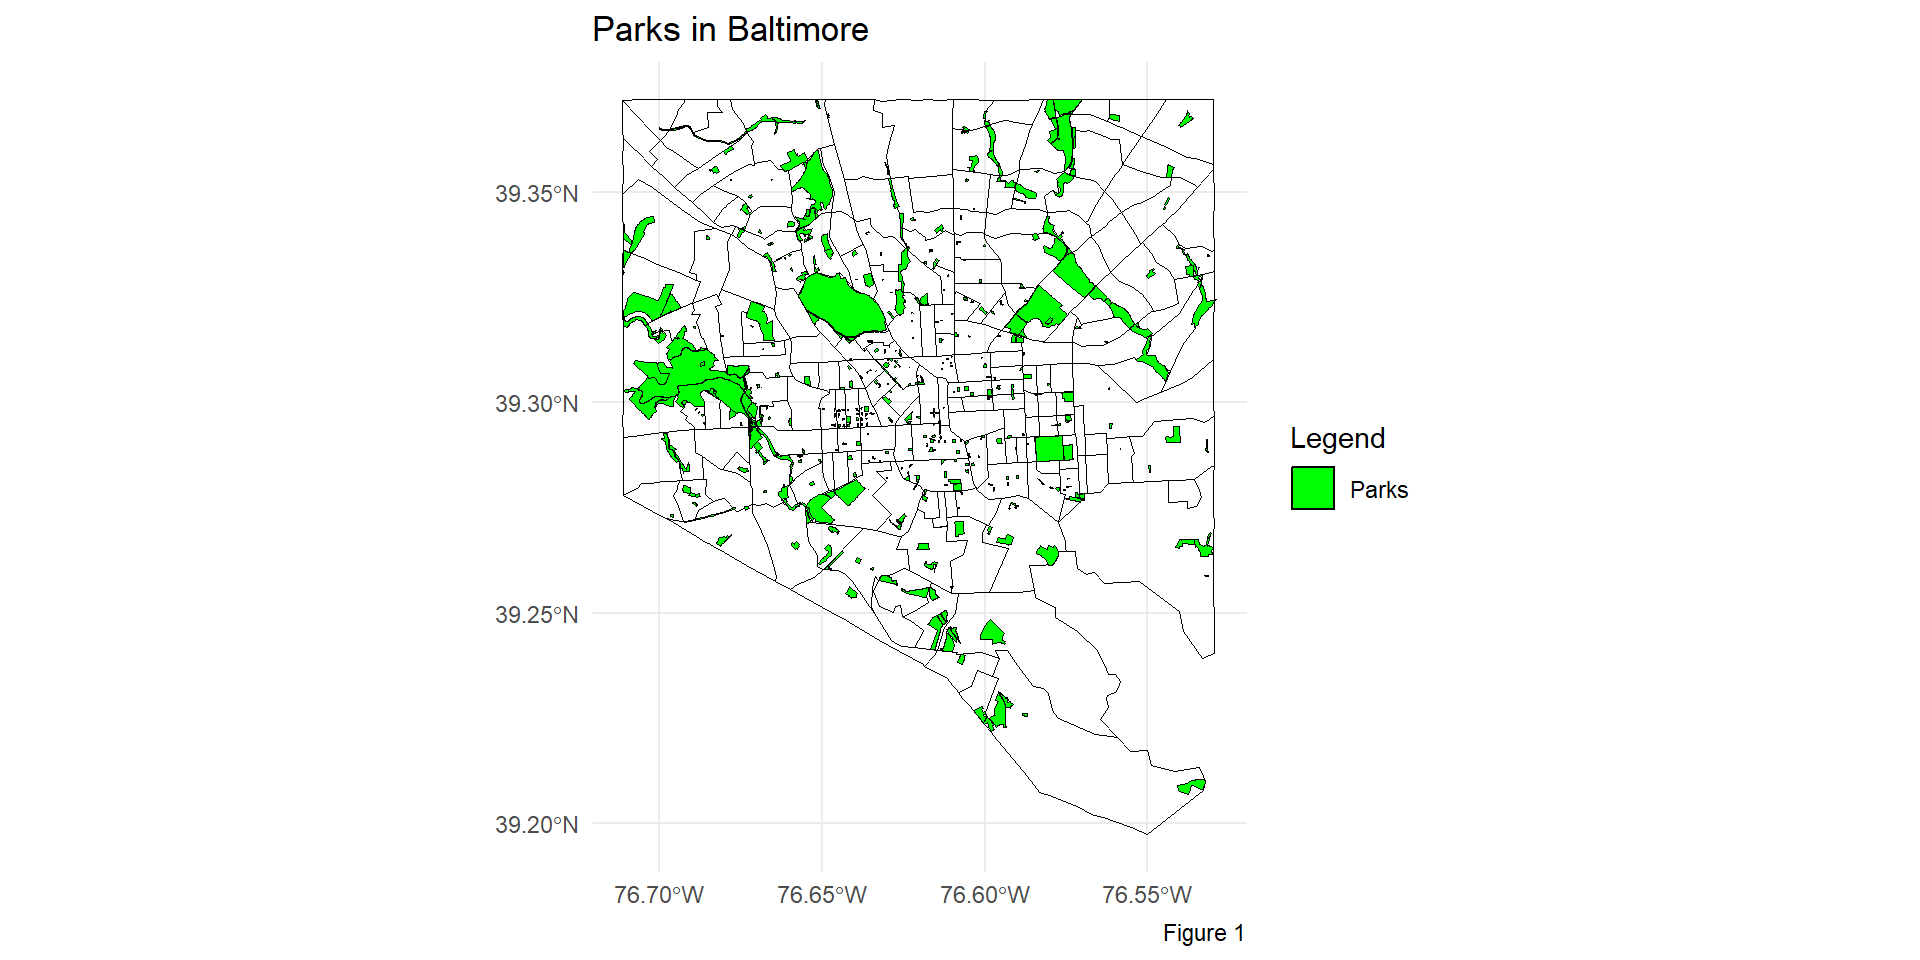 Parks in Baltimore
39.35°N
39.30°N
39.25°N
39.20°N
76.70°W
76.65°W
76.60°W
76.55°W
Legend
Parks
Figure 1